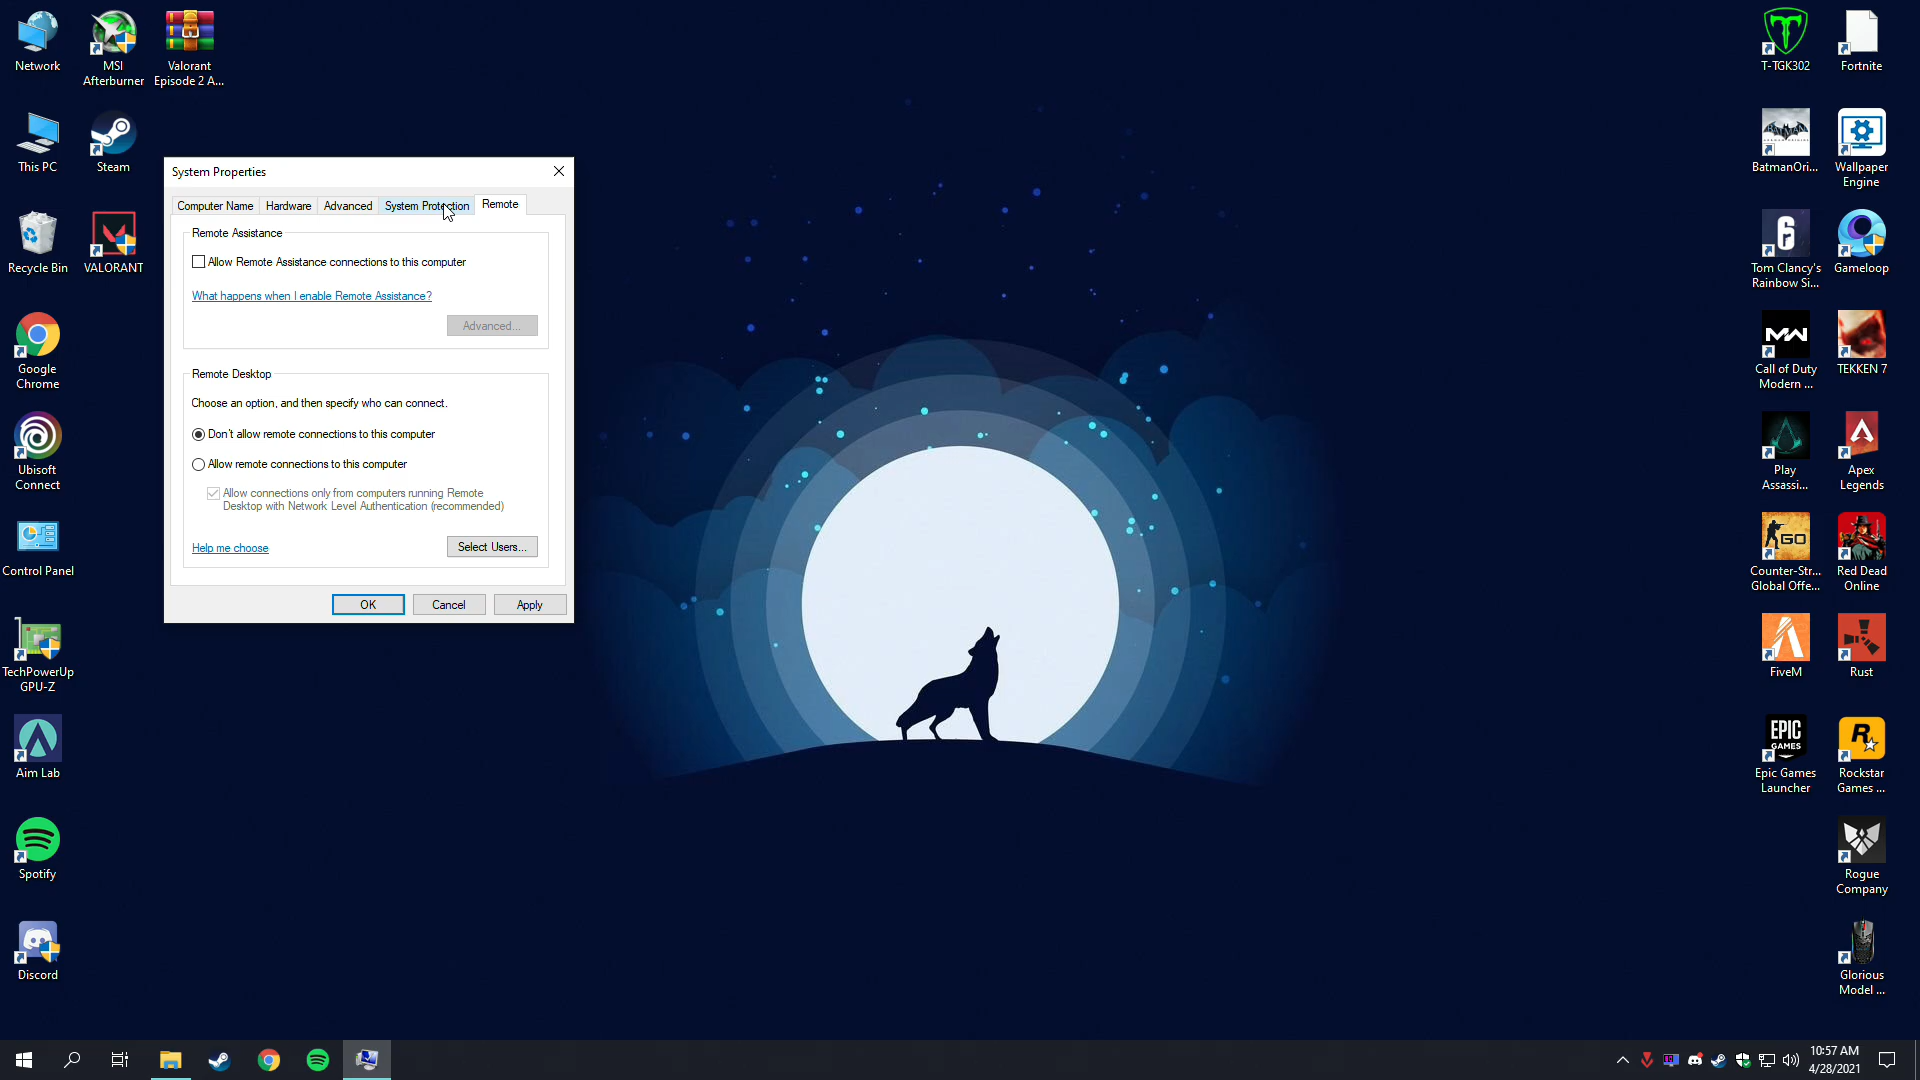 Network
MSI
Afterburner
Valorant
Episode 2 A...
This PC
Steam
Recycle Bin
VALORANT
Google
Chrome
Ubisoft
Connect
Control Panel
TechPowerUp
GPU-Z
Aim Lab
Spotify
Discord
System Properties
Computer Name
Hardware
Advanced
System Protection
Remote
Remote Assistance
Allow Remote Assistance connections to this computer
What happens when I enable Remote Assistance?
Advanced...
Remote Desktop
Choose an option, and then specify who can connect.
Don't allow remote connections to this computer
Allow remote connections to this computer
Allow connections only from computers running Remote
Desktop with Network Level Authentication (recommended)
Help me choose
Select Users...
OK
Cancel
Apply
T-TGK302
Fortnite
BATMAN
BatmanOri...
Wallpaper
Engine
Tom Clancy's
Rainbow Si...
Gameloop
MW
Call of Duty
Modern ...
TEKKEN 7
Play
Assassi...
Apex
Legends
GO
Counter-Str...
Global Offe...
Red Dead
Online
FiveM
Rust
EPIC
GAMES
Epic Games
Launcher
Rockstar
Games ...
Rogue
Company
Glorious
Model ...
10:57 AM
4/28/2021